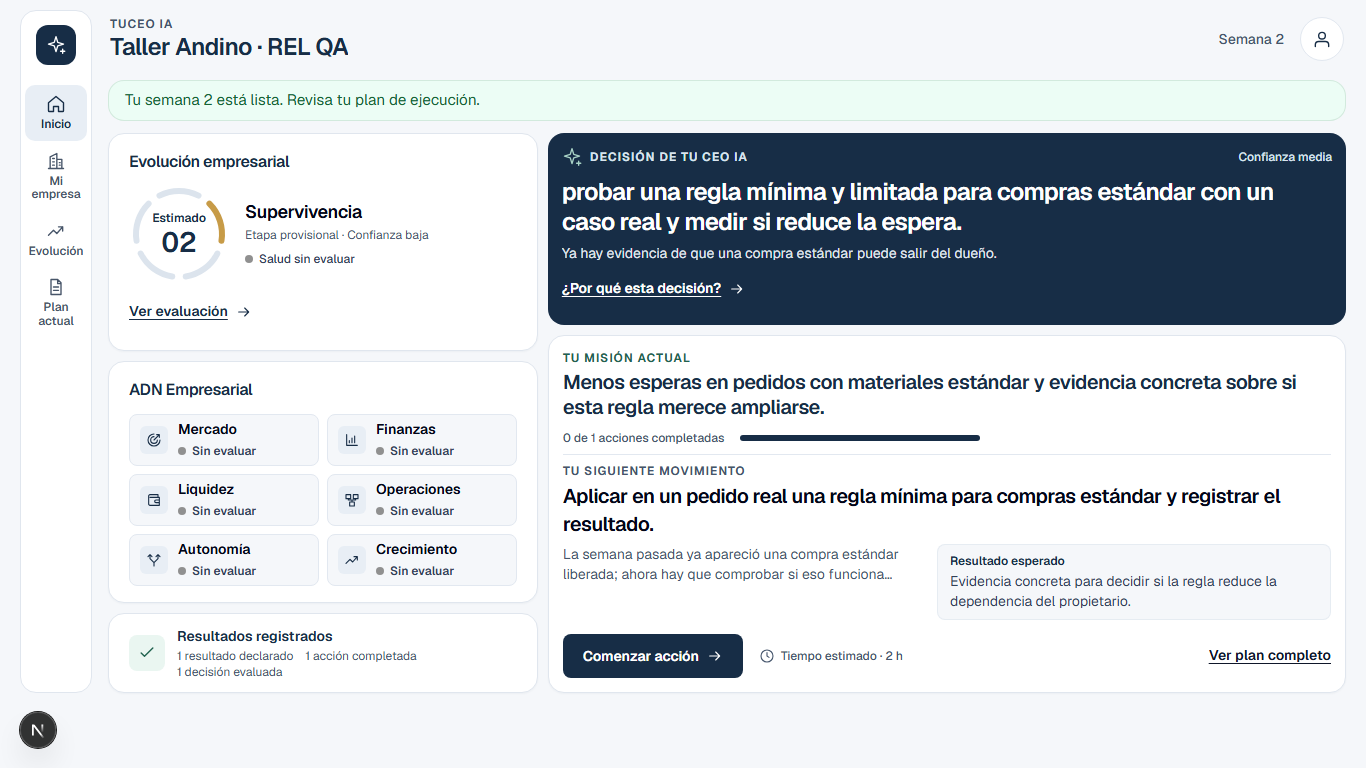 TUCEO IA
Taller Andino · REL QA
Semana 2
Inicio
Mi
empresa
Evolución
Plan
actual
Tu semana 2 está lista. Revisa tu plan de ejecución.
Evolución empresarial
Estimado
02
Supervivencia
Etapa provisional · Confianza baja
Salud sin evaluar
Ver evaluación
ADN Empresarial
Mercado
Sin evaluar
Finanzas
Sin evaluar
Liquidez
Sin evaluar
Operaciones
Sin evaluar
Autonomía
Sin evaluar
Crecimiento
Sin evaluar
Resultados registrados
1 resultado declarado 1 acción completada
1 decisión evaluada
DECISIÓN DE TU CEO IA
Confianza media
probar una regla mínima y limitada para compras estándar con un
caso real y medir si reduce la espera.
Ya hay evidencia de que una compra estándar puede salir del dueño.
¿Por qué esta decisión?
TU MISIÓN ACTUAL
Menos esperas en pedidos con materiales estándar y evidencia concreta sobre si
esta regla merece ampliarse.
0 de 1 acciones completadas
TU SIGUIENTE MOVIMIENTO
Aplicar en un pedido real una regla mínima para compras estándar y registrar el
resultado.
La semana pasada ya apareció una compra estándar
liberada; ahora hay que comprobar si eso funciona…
Resultado esperado
Evidencia concreta para decidir si la regla reduce la
dependencia del propietario.
Comenzar acción
Tiempo estimado · 2 h
Ver plan completo
N